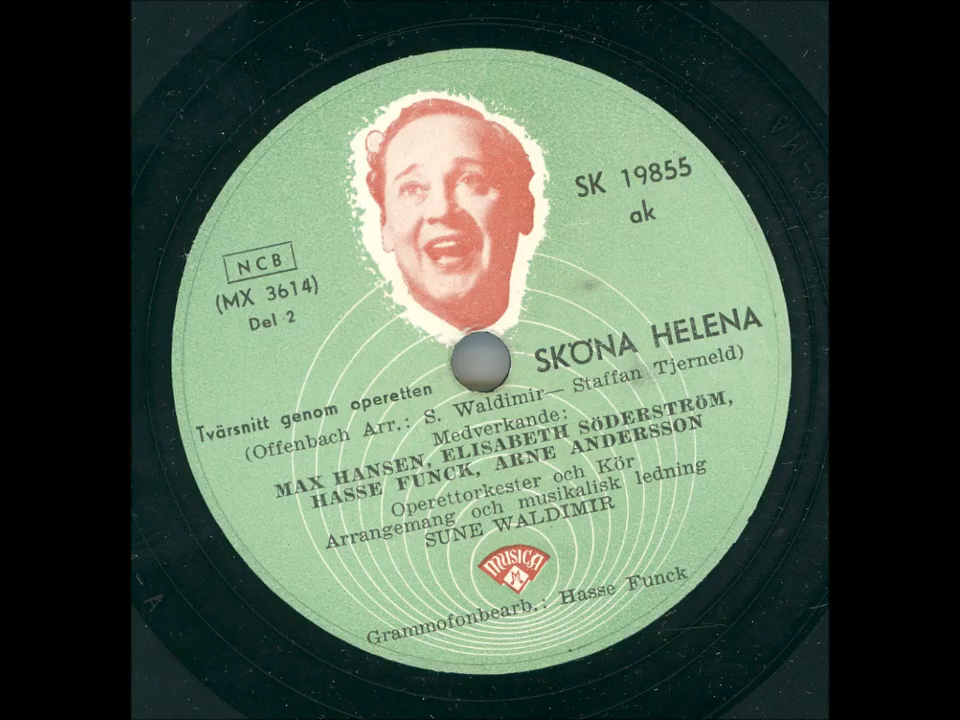 SK 19855
ak
NCB
(MX 3614)
Del 2
Tvärsnitt genom operetten SKÖNA HELENA
(Offenbach Arr.: S. Waldimir— Staffan Tjerneld)
Medverkande:
MAX HANSEN, ELISABETH SÖDERSTRÖM,
HASSE FUNCK, ARNE ANDERSSON
Operettorkester och Kör
Arrangemang och musikalisk ledning
SUNE WALDIMIR
MUSICA
M
Grammofonbearb.: Hasse Funck